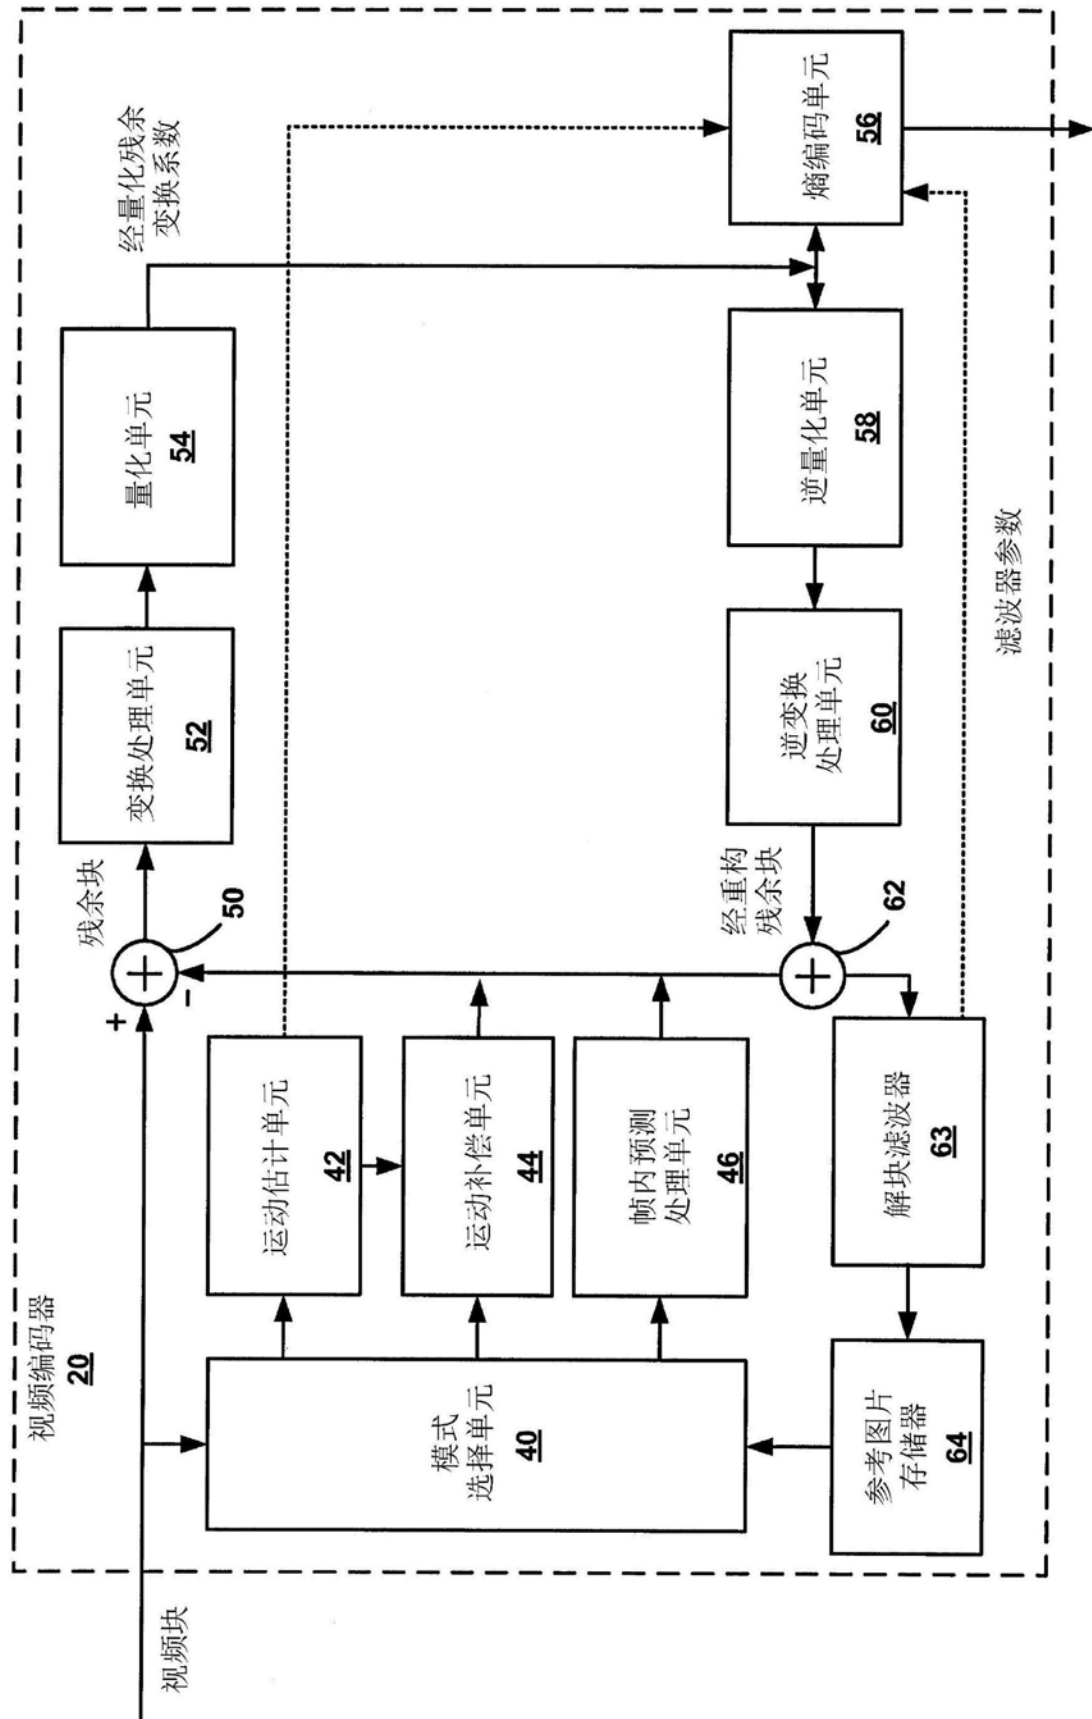 视频块
视频编码器
20
+
-
残余块
50
变换处理单元
52
量化单元
54
经量化残余
变换系数
模式
选择单元
40
运动估计单元
42
运动补偿单元
44
帧内预测
处理单元
46
熵编码单元
56
逆量化单元
58
逆变换
处理单元
60
经重构
残余块
62
解块滤波器
63
参考图片
存储器
64
滤波器参数